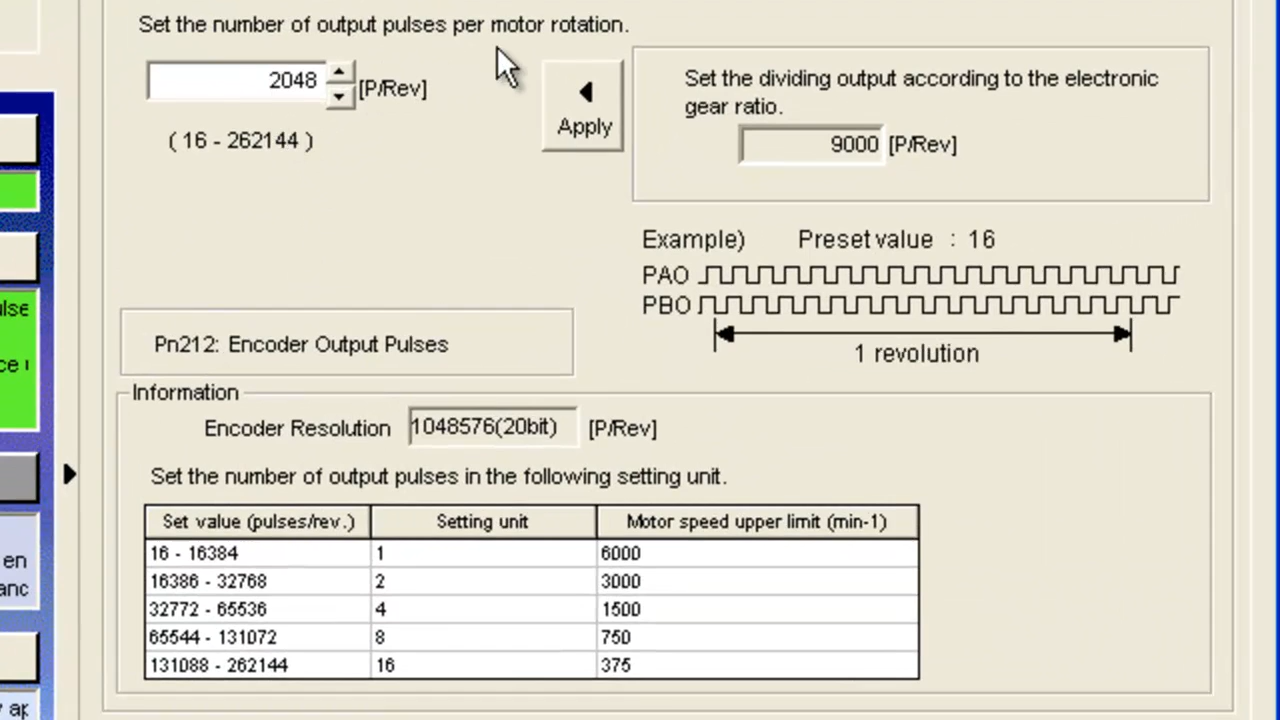 Set the number of output pulses per motor rotation.
2048 [P/Rev]
( 16 - 262144 )
Apply
Set the dividing output according to the electronic
gear ratio.
9000 [P/Rev]
Example) Preset value : 16
PAO
PBO
1 revolution
Pn212: Encoder Output Pulses
Information
Encoder Resolution 1048576(20bit) [P/Rev]
Set the number of output pulses in the following setting unit.
Set value (pulses/rev.) Setting unit Motor speed upper limit (min-1)
16 - 16384 1 6000
16386 - 32768 2 3000
32772 - 65536 4 1500
65544 - 131072 8 750
131088 - 262144 16 375